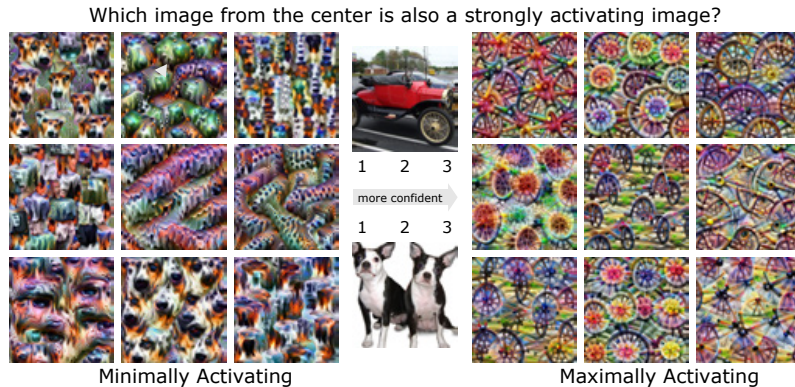 Which image from the center is also a strongly activating image?
1 2 3
more confident
1 2 3
Minimally Activating
Maximally Activating